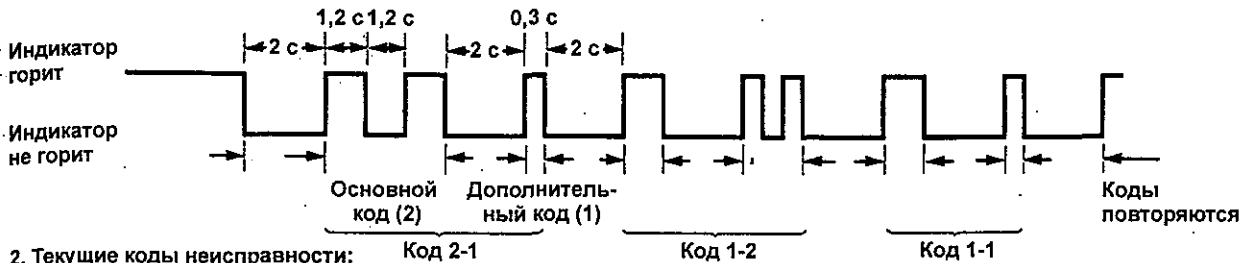 1,2 с 1,2 с 0,3 с
Индикатор горит
2 с 2 с 2 с
Индикатор не горит
Основной код (2)
Дополнитель-
ный код (1)
Коды повторяются
Код 2-1 Код 1-2 Код 1-1
2. Текущие коды неисправности: